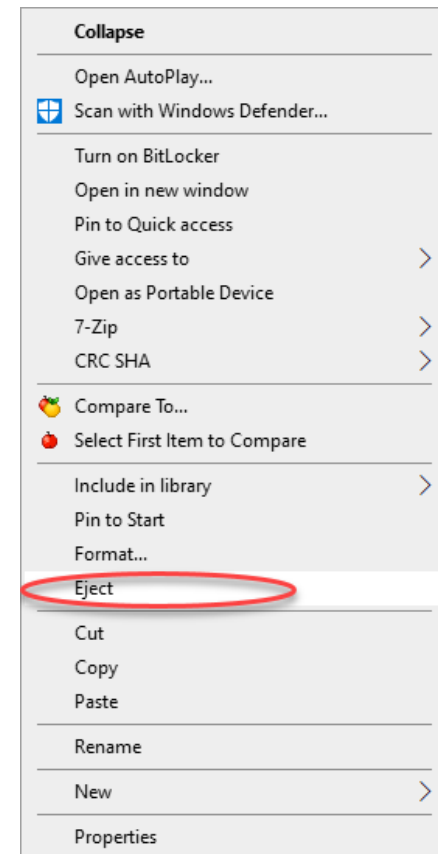 Collapse
Open AutoPlay...
Scan with Windows Defender...
Turn on BitLocker
Open in new window
Pin to Quick access
Give access to
Open as Portable Device
7-Zip
CRC SHA
Compare To...
Select First Item to Compare
Include in library
Pin to Start
Format...
Eject
Cut
Copy
Paste
Rename
New
Properties